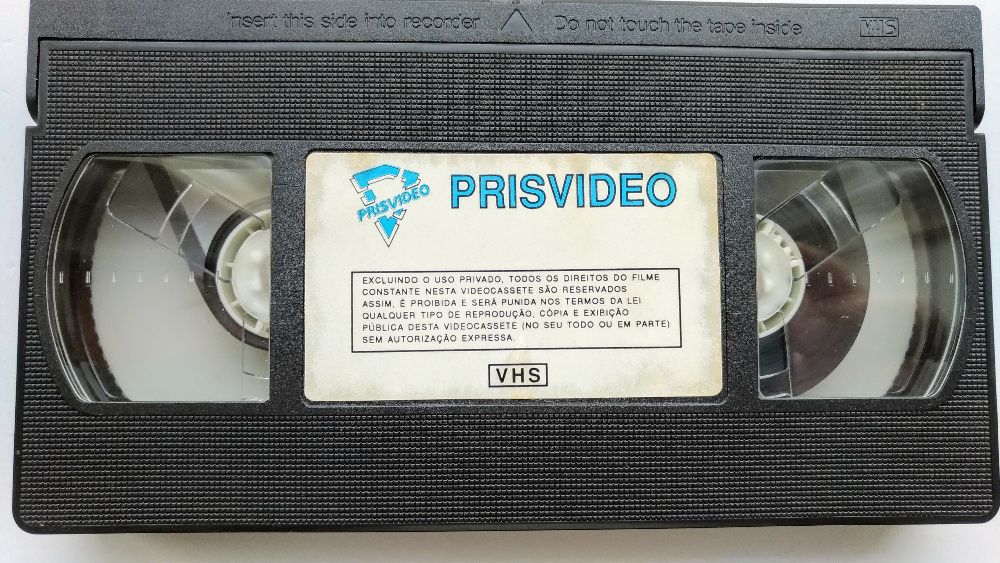 Insert this side into recorder Do not touch the tape inside VHS
PRISVIDEO
PRISVIDEO
EXCLUINDO O USO PRIVADO, TODOS OS DIREITOS DO FILME
CONSTANTE NESTA VIDEOCASSETE SÃO RESERVADOS
ASSIM, É PROIBIDA E SERÁ PUNIDA NOS TERMOS DA LEI
QUALQUER TIPO DE REPRODUÇÃO, CÓPIA E EXIBIÇÃO
PÚBLICA DESTA VIDEOCASSETE (NO SEU TODO OU EM PARTE)
SEM AUTORIZAÇÃO EXPRESSA.
VHS